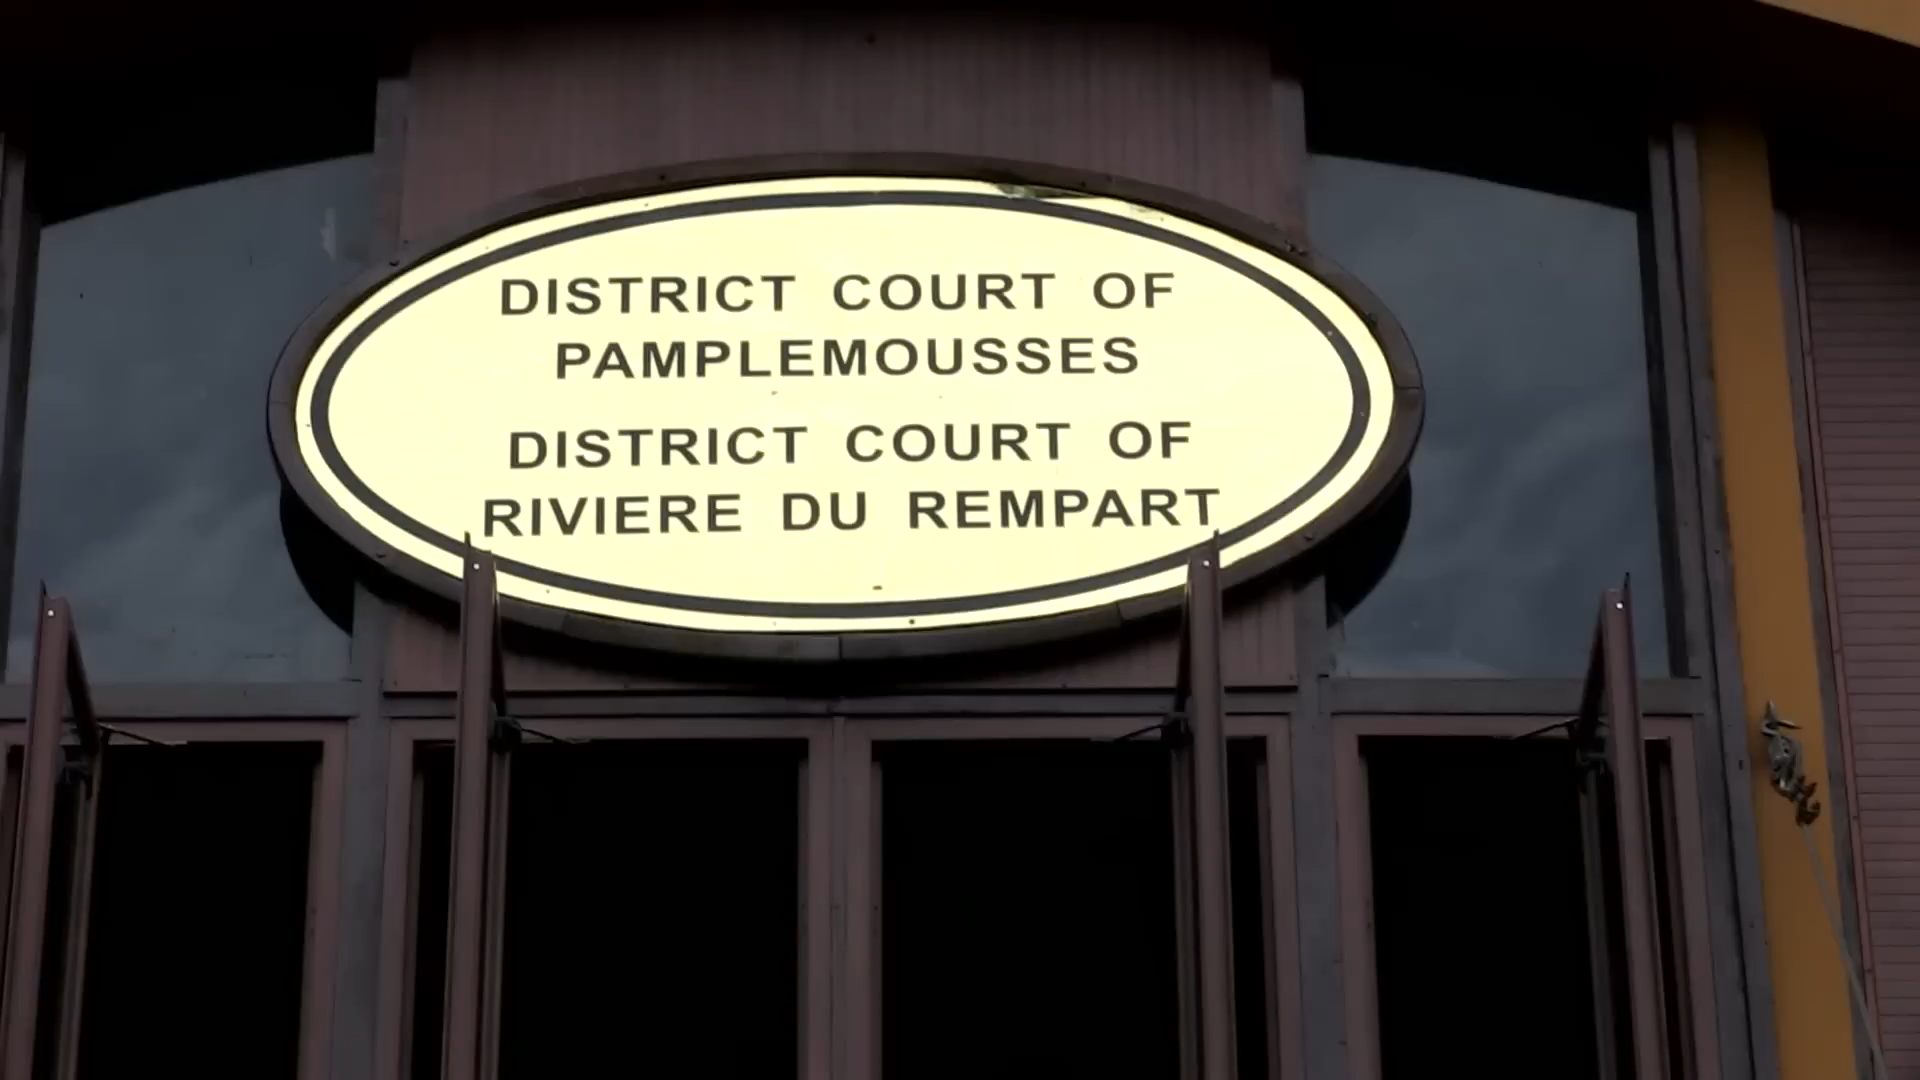 DISTRICT COURT OF
PAMPLEMOUSSES
DISTRICT COURT OF
RIVIERE DU REMPART